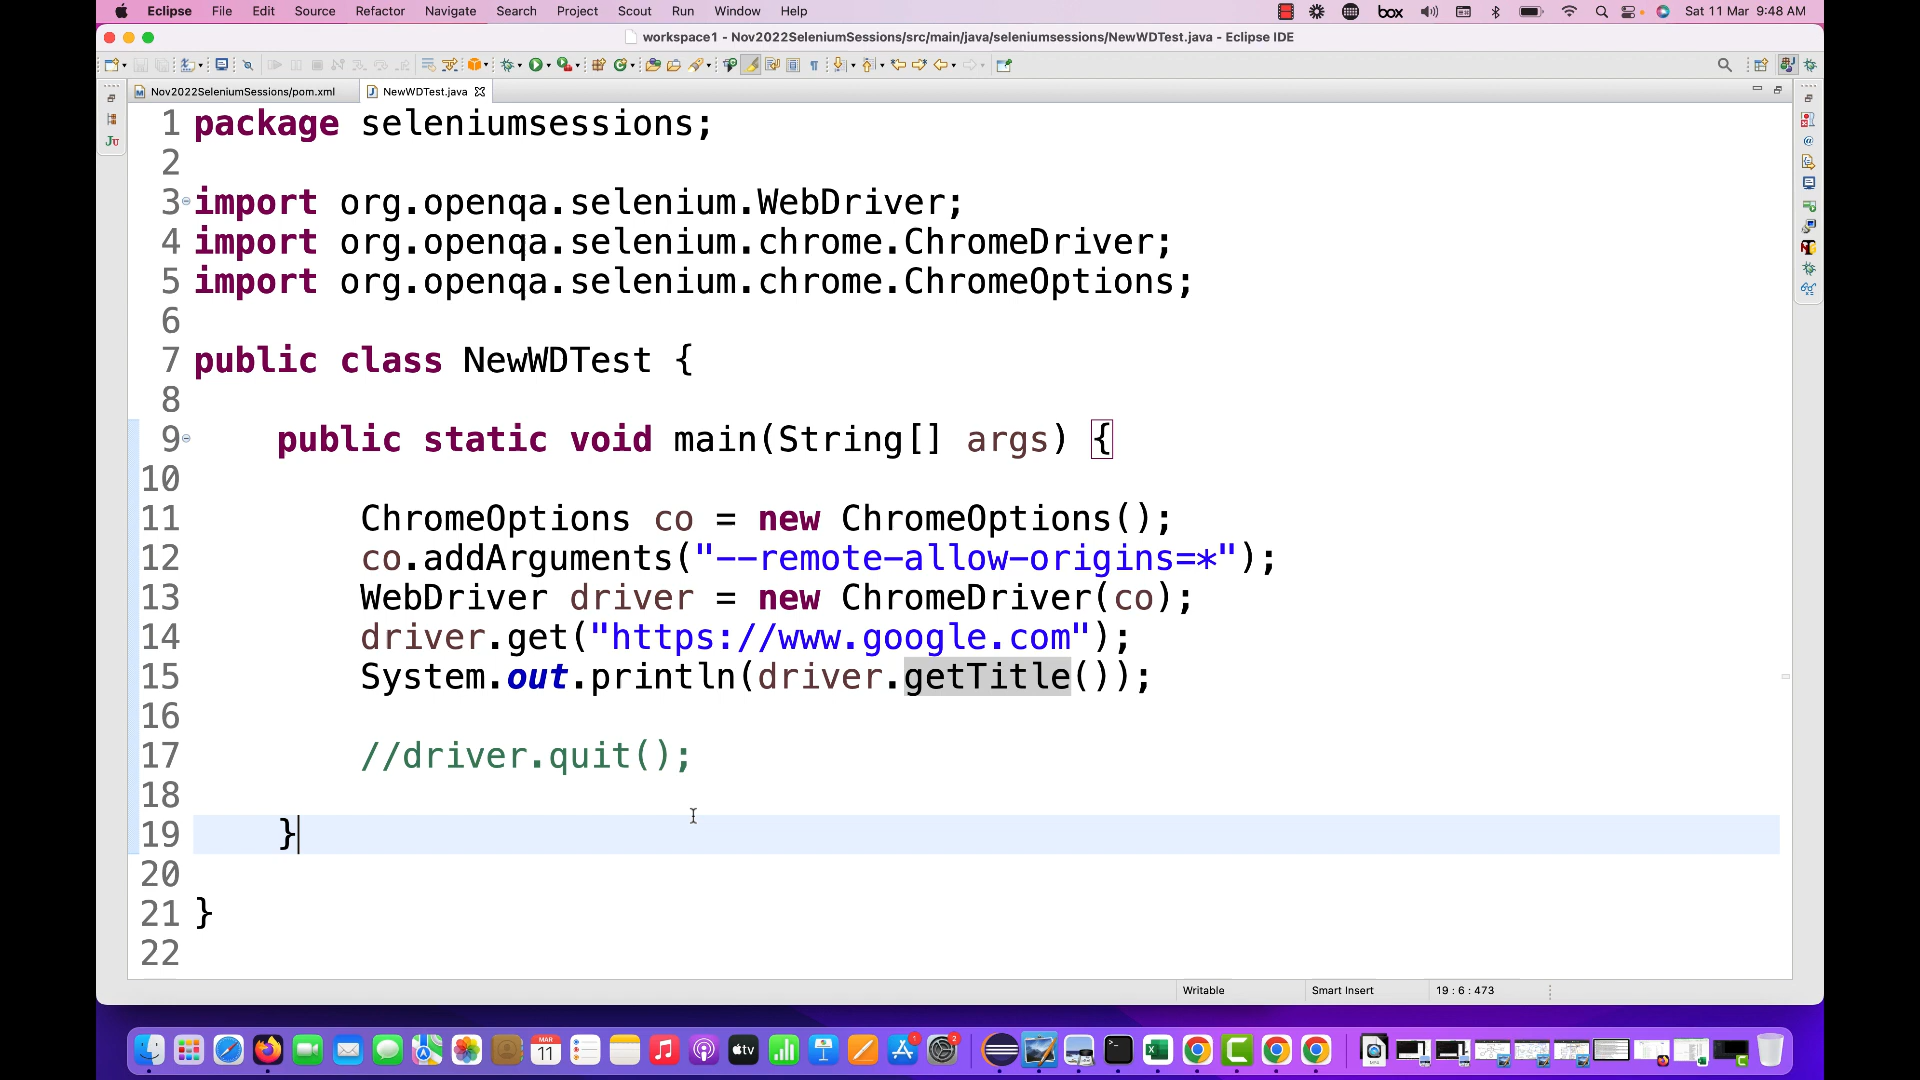 Eclipse File Edit Source Refactor Navigate Search Project Scout Run Window Help box Sat 11 Mar 9:48 AM
workspace1 - Nov2022SeleniumSessions/src/main/java/seleniumsessions/NewWDTest.java - Eclipse IDE
Nov2022SeleniumSessions/pom.xml NewWDTest.java
1 package seleniumsessions;
2
3 import org.openqa.selenium.WebDriver;
4 import org.openqa.selenium.chrome.ChromeDriver;
5 import org.openqa.selenium.chrome.ChromeOptions;
6
7 public class NewWDTest {
8
9 public static void main(String[] args) {
10
11 ChromeOptions co = new ChromeOptions();
12 co.addArguments("--remote-allow-origins=*");
13 WebDriver driver = new ChromeDriver(co);
14 driver.get("https://www.google.com");
15 System.out.println(driver.getTitle());
16
17 //driver.quit();
18
19 }
20
21 }
22
Writable Smart Insert 19 : 6 : 473
MAR
11
tv